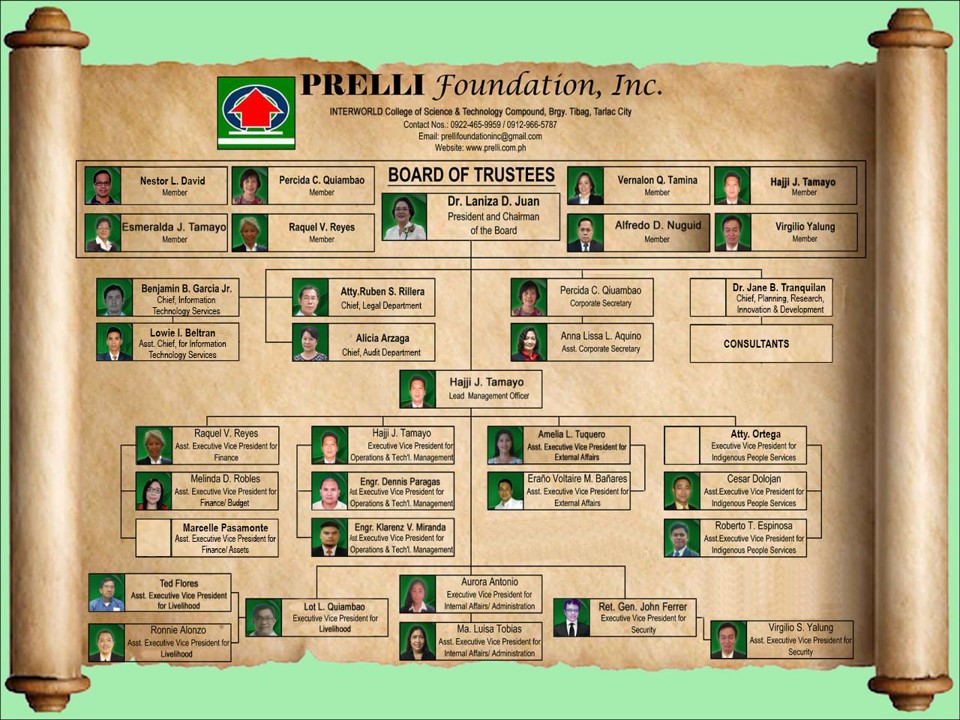 PRELLI Foundation, Inc.
INTERWORLD College of Science & Technology Compound, Brgy. Tibag, Tarlac City
Contact Nos.: 0922-465-9959 / 0912-966-5787
Email: prellifoundationinc@gmail.com
Website: www.prelli.com.ph
BOARD OF TRUSTEES
Nestor L. David
Member
Percida C. Quiambao
Member
Dr. Laniza D. Juan
President and Chairman
of the Board
Vernalon Q. Tamina
Member
Hajji J. Tamayo
Member
Esmeralda J. Tamayo
Member
Raquel V. Reyes
Member
Alfredo D. Nuguid
Member
Virgilio Yalung
Member
Benjamin B. Garcia Jr.
Chief, Information
Technology Services
Atty.Ruben S. Rillera
Chief, Legal Department
Percida C. Qiuambao
Corporate Secretary
Dr. Jane B. Tranquilan
Chief, Planning, Research,
Innovation & Development
Lowie I. Beltran
Asst. Chief, for Information
Technology Services
Alicia Arzaga
Chief, Audit Department
Anna Lissa L. Aquino
Asst. Corporate Secretary
CONSULTANTS
Hajji J. Tamayo
Lead Management Officer
Raquel V. Reyes
Asst. Executive Vice President for
Finance
Hajji J. Tamayo
Executive Vice President for
Operations & Tech'l. Management
Amelia L. Tuquero
Asst. Executive Vice President for
External Affairs
Atty. Ortega
Executive Vice President for
Indigenous People Services
Melinda D. Robles
Asst. Executive Vice President for
Finance/ Budget
Engr. Dennis Paragas
Asst.Executive Vice President for
Operations & Tech'l. Management
Eraño Voltaire M. Bañares
Asst. Executive Vice President for
External Affairs
Cesar Dolojan
Asst.Executive Vice President for
Indigenous People Services
Marcelle Pasamonte
Asst. Executive Vice President for
Finance/ Assets
Engr. Klarenz V. Miranda
Asst.Executive Vice President for
Operations & Tech'l. Management
Roberto T. Espinosa
Asst.Executive Vice President for
Indigenous People Services
Ted Flores
Asst. Executive Vice President
for Livelihood
Lot L. Quiambao
Executive Vice President for
Livelihood
Aurora Antonio
Executive Vice President for
Internal Affairs/ Administration
Ret. Gen. John Ferrer
Executive Vice President for
Security
Ronnie Alonzo
Asst. Executive Vice President for
Livelihood
Ma. Luisa Tobias
Asst. Executive Vice President for
Internal Affairs/ Administration
Virgilio S. Yalung
Asst. Executive Vice President for
Security